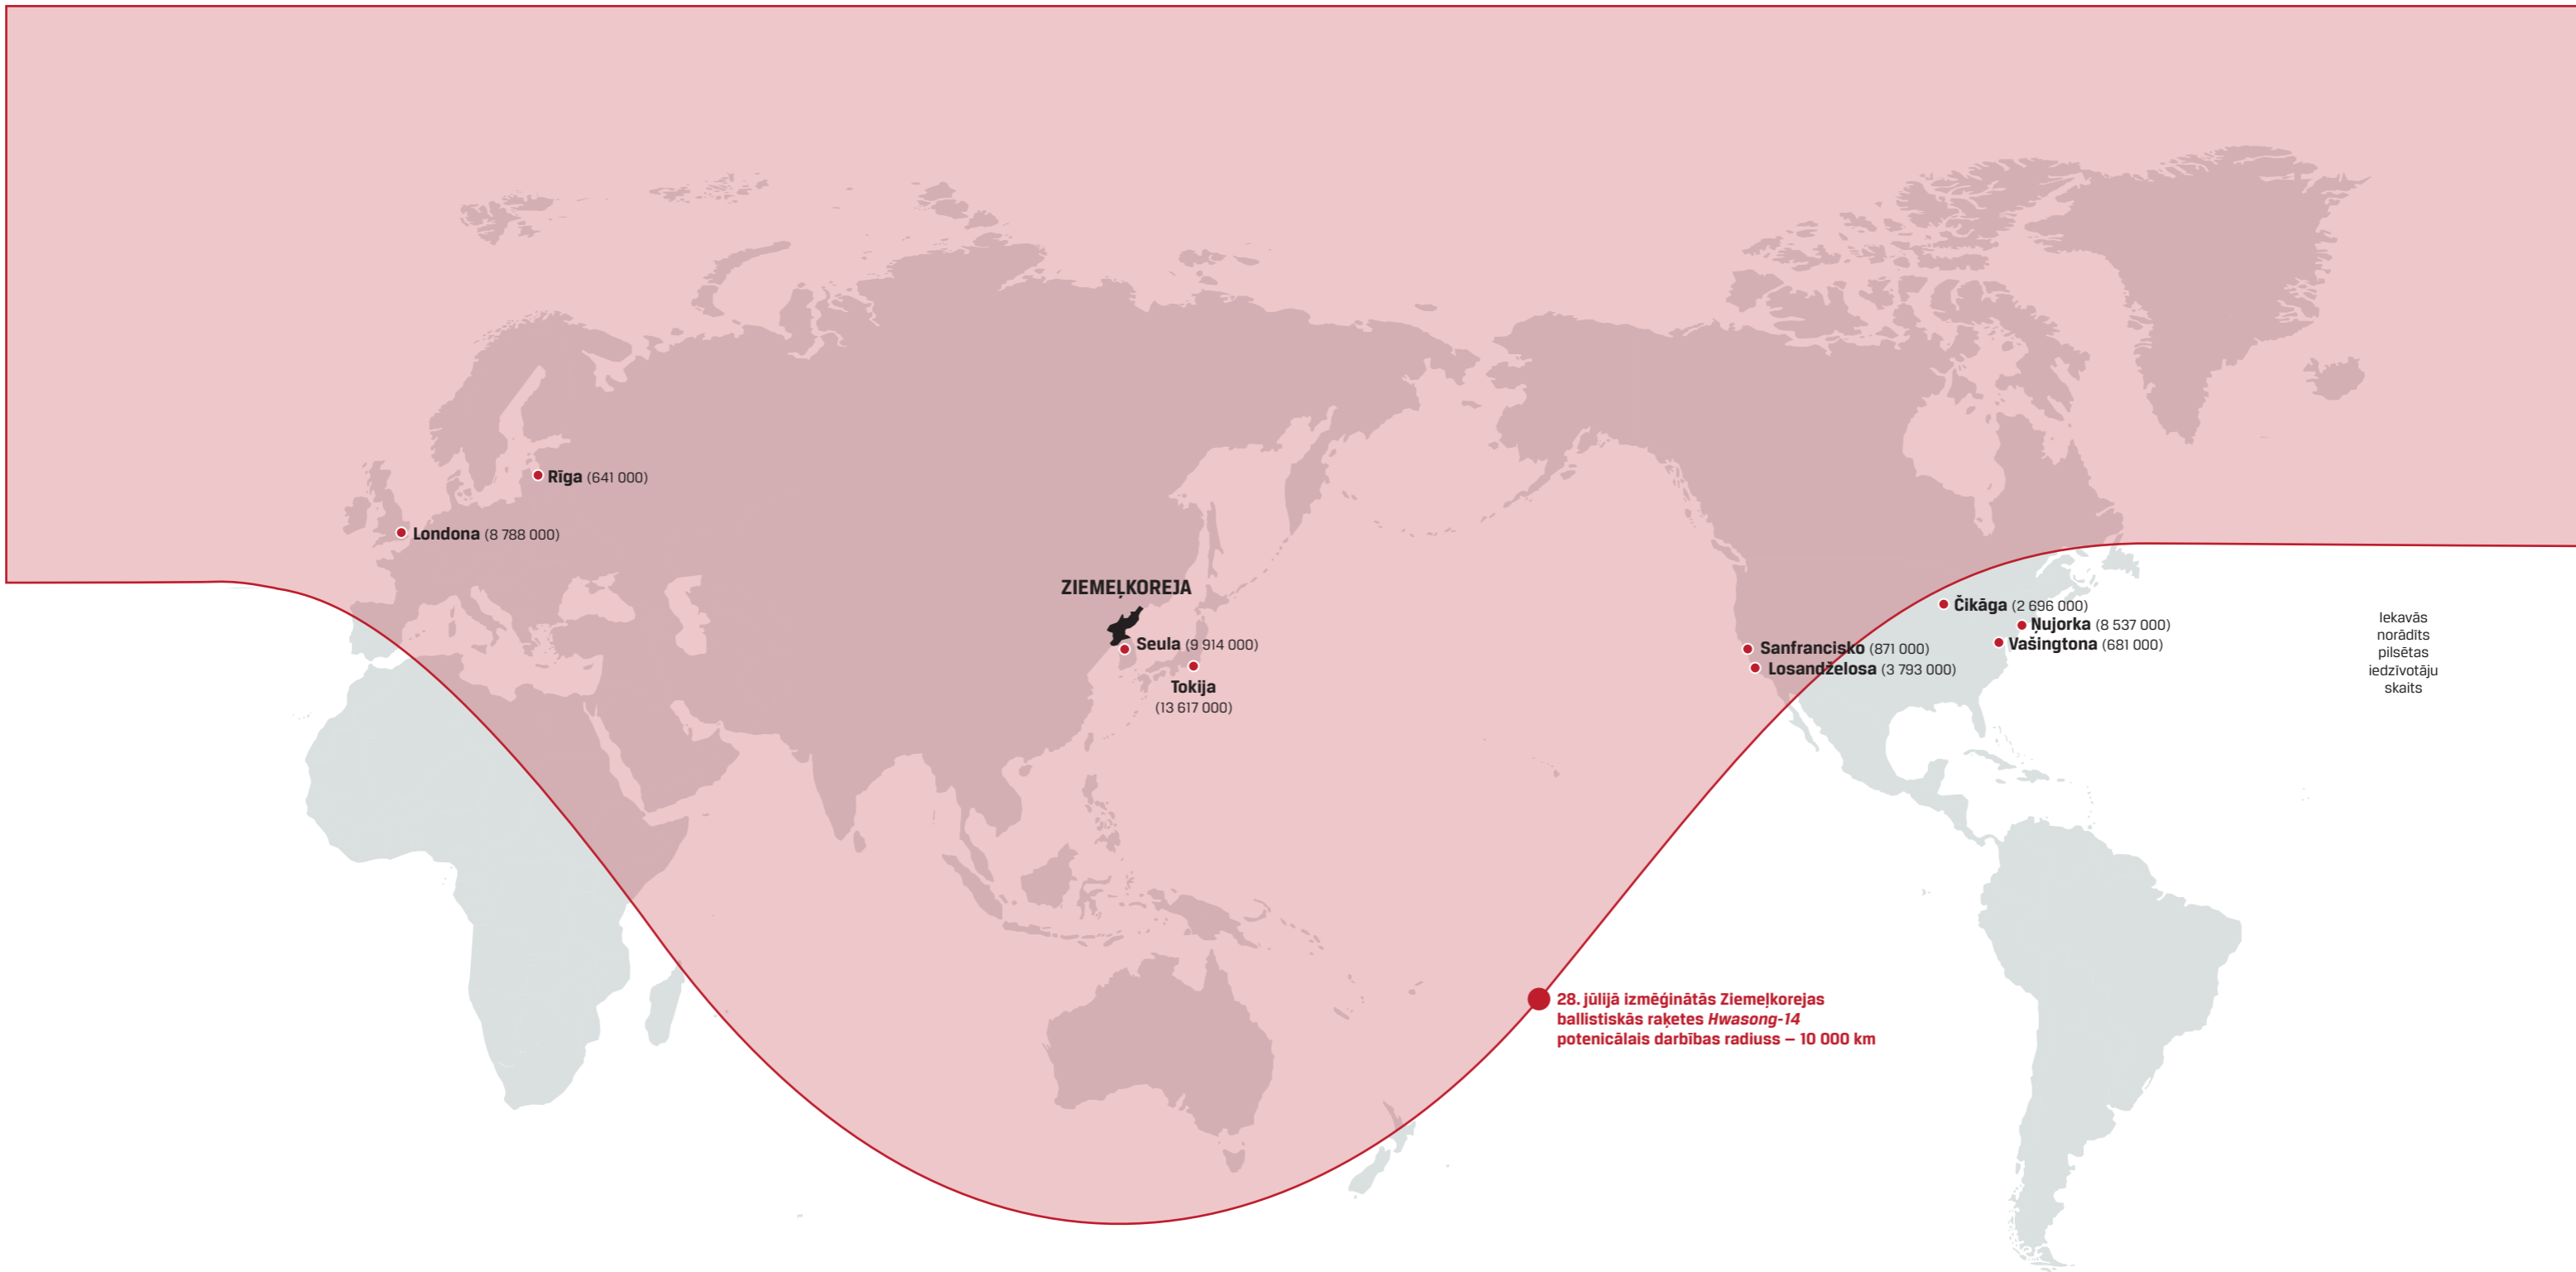 Rīga (641 000)
Londona (8 788 000)
ZIEMEĻKOREJA
Seula (9 914 000)
Tokija
(13 617 000)
Čikāga (2 696 000)
Ņujorka (8 537 000)
Vašingtona (681 000)
Sanfrancisko (871 000)
Losandželosa (3 793 000)
Iekavās
norādīts
pilsētas
iedzīvotāju
skaits
28. jūlijā izmēģinātās Ziemeļkorejas
ballistiskās raķetes Hwasong-14
potenicālais darbības radiuss – 10 000 km